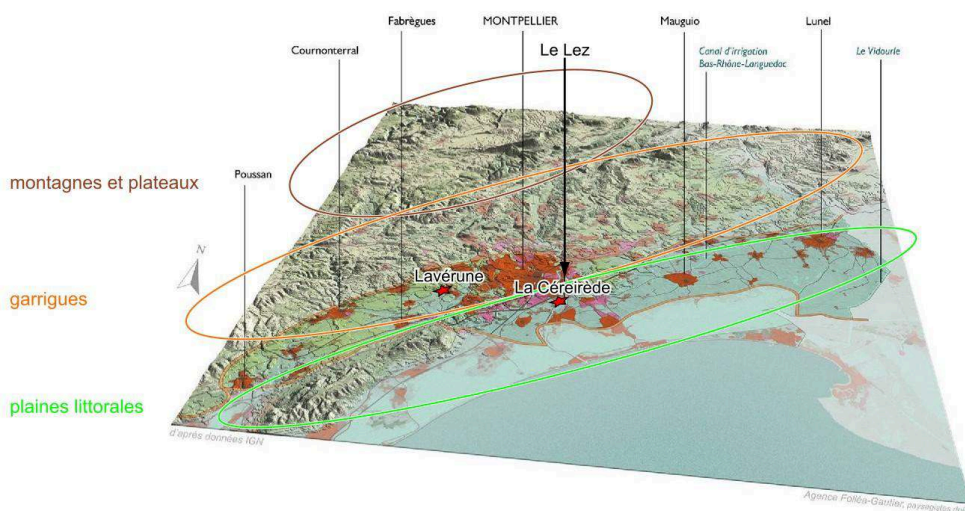 Fabrègues
MONTPELLIER
Mauguio
Lunel
Cournonterral
Le Lez
Canal d'irrigation
Bas-Rhône-Languedoc
Le Vidourle
montagnes et plateaux
Poussan
N
Lavérune
La Céreirède
garrigues
plaines littorales
d'après données IGN
Agence Folléa-Gautier, paysagistes